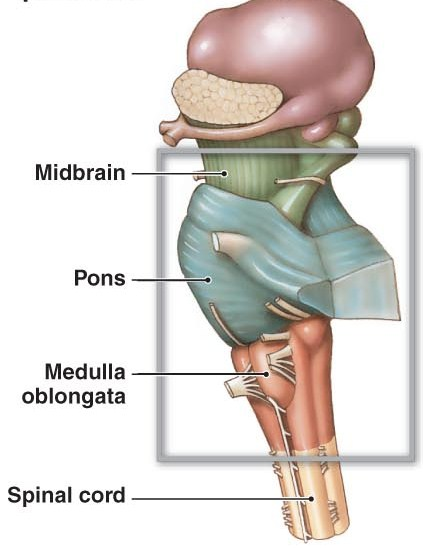 Midbrain
Pons
Medulla
oblongata
Spinal cord